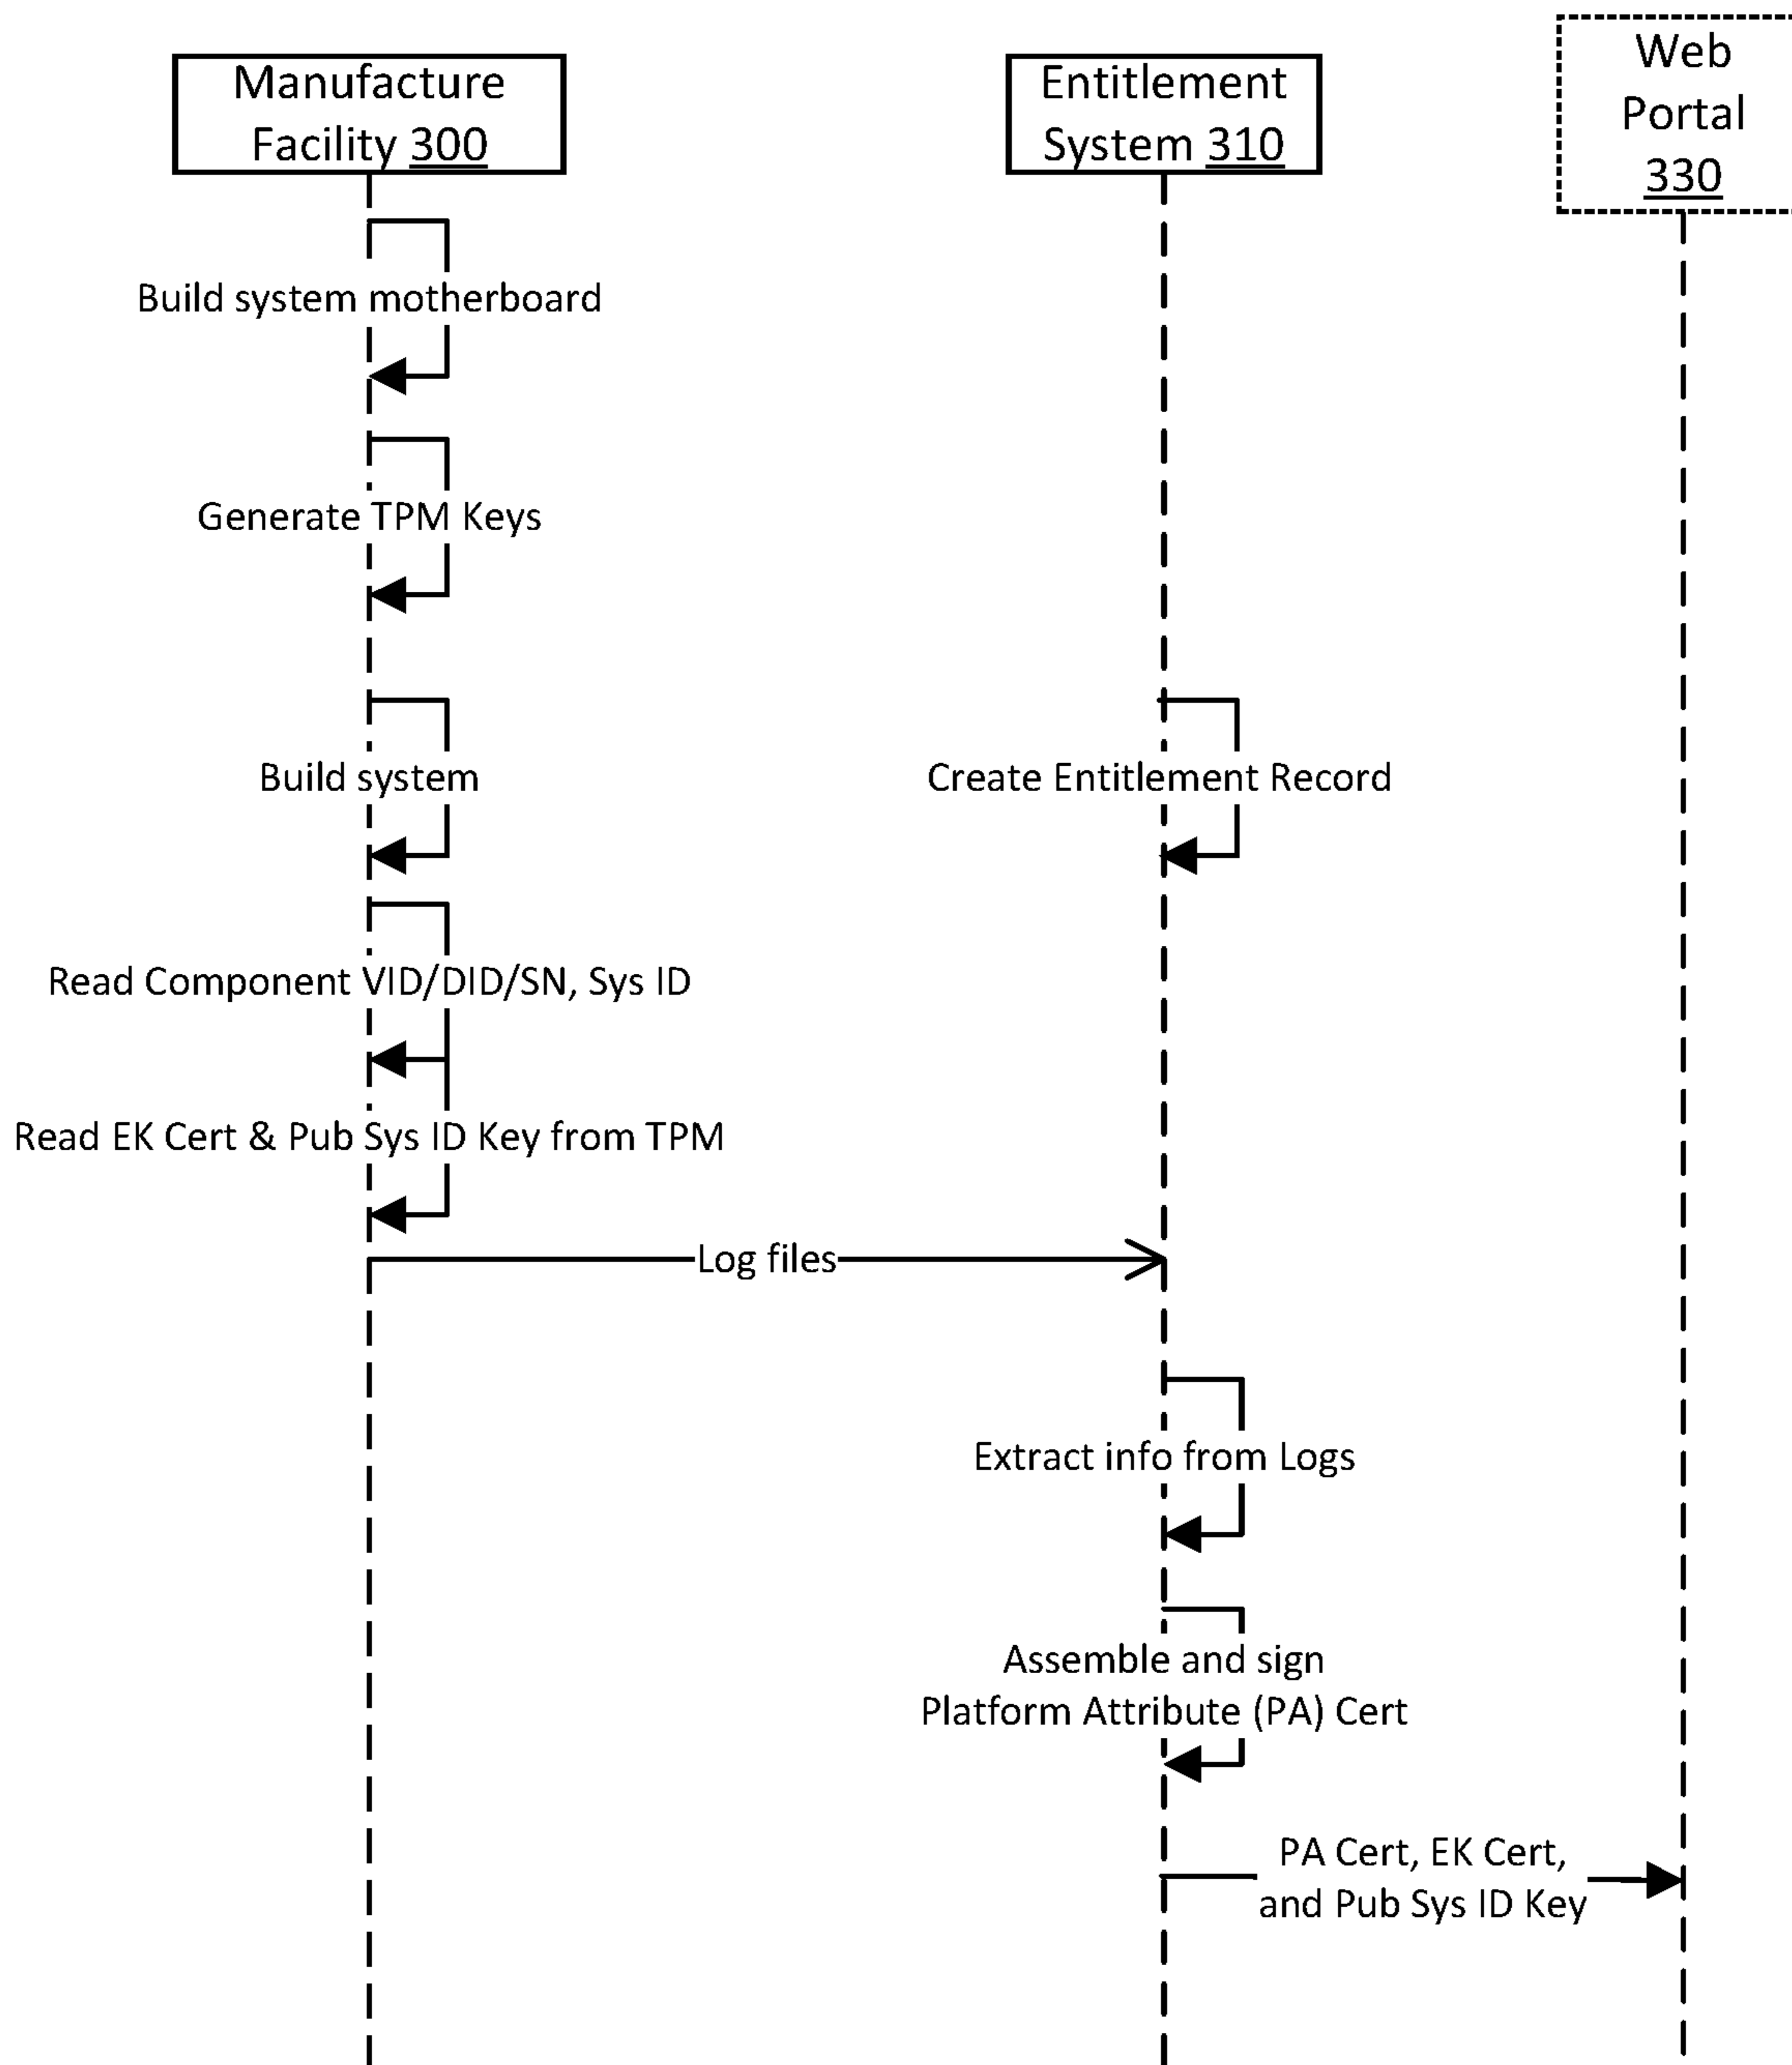 Manufacture
Facility 300
Entitlement
System 310
Web
Portal
330
Build system motherboard
Generate TPM Keys
Build system
Create Entitlement Record
Read Component VID/DID/SN, Sys ID
Read EK Cert & Pub Sys ID Key from TPM
Log files
Extract info from Logs
Assemble and sign
Platform Attribute (PA) Cert
PA Cert, EK Cert,
and Pub Sys ID Key